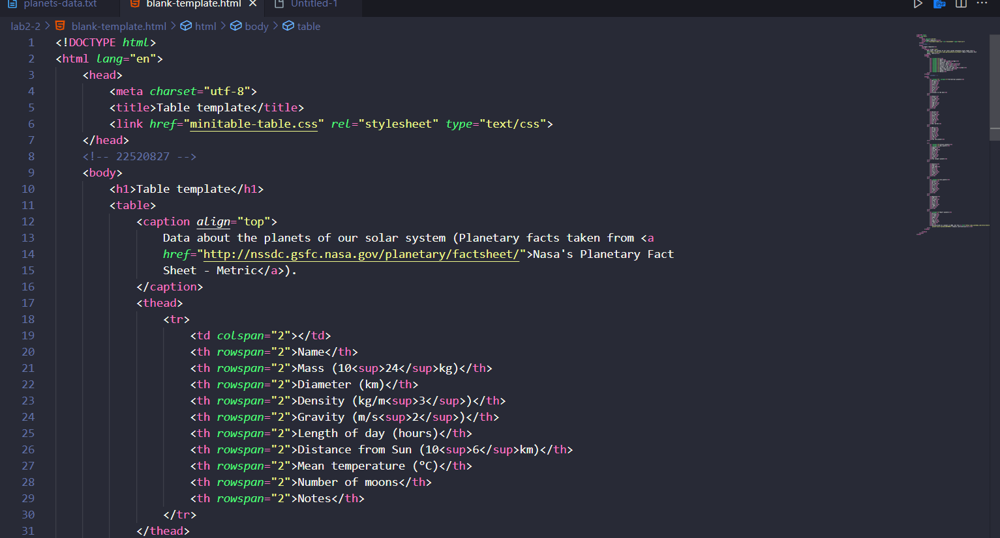 planets-data.txt blank-template.html Untitled-1
lab2-2 > blank-template.html > html > body > table
1 <!DOCTYPE html>
2 <html lang="en">
3 <head>
4 <meta charset="utf-8">
5 <title>Table template</title>
6 <link href="minitable-table.css" rel="stylesheet" type="text/css">
7 </head>
8 <!-- 22520827 -->
9 <body>
10 <h1>Table template</h1>
11 <table>
12 <caption align="top">
13 Data about the planets of our solar system (Planetary facts taken from <a
14 href="http://nssdc.gsfc.nasa.gov/planetary/factsheet/">Nasa's Planetary Fact
15 Sheet - Metric</a>).
16 </caption>
17 <thead>
18 <tr>
19 <td colspan="2"></td>
20 <th rowspan="2">Name</th>
21 <th rowspan="2">Mass (10<sup>24</sup>kg)</th>
22 <th rowspan="2">Diameter (km)</th>
23 <th rowspan="2">Density (kg/m<sup>3</sup>)</th>
24 <th rowspan="2">Gravity (m/s<sup>2</sup>)</th>
25 <th rowspan="2">Length of day (hours)</th>
26 <th rowspan="2">Distance from Sun (10<sup>6</sup>km)</th>
27 <th rowspan="2">Mean temperature (°C)</th>
28 <th rowspan="2">Number of moons</th>
29 <th rowspan="2">Notes</th>
30 </tr>
31 </thead>